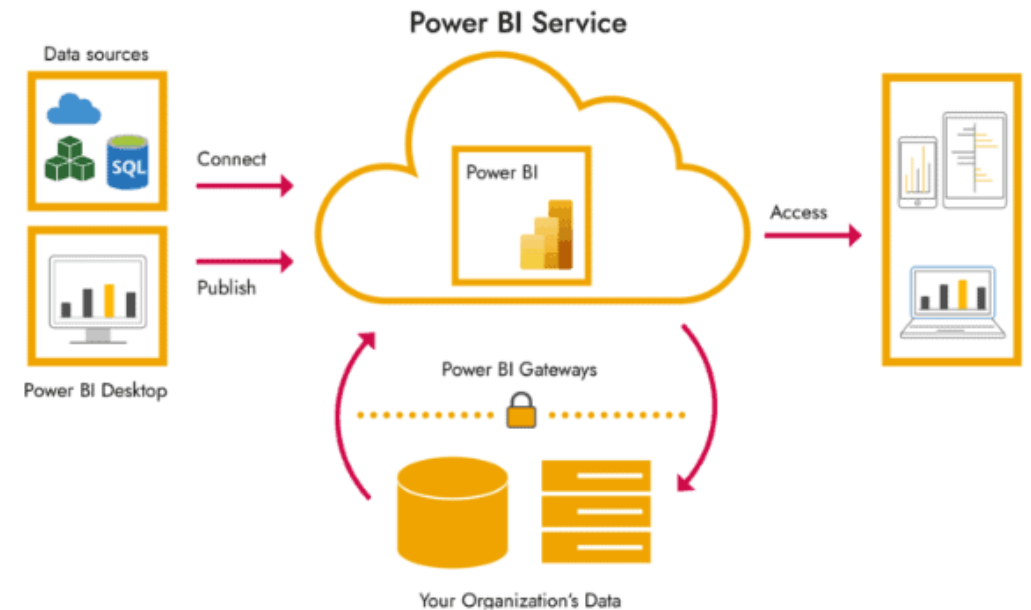 Power BI Service
Data sources
SQL
Connect
Publish
Power BI Desktop
Power BI
Access
Power BI Gateways
Your Organization's Data